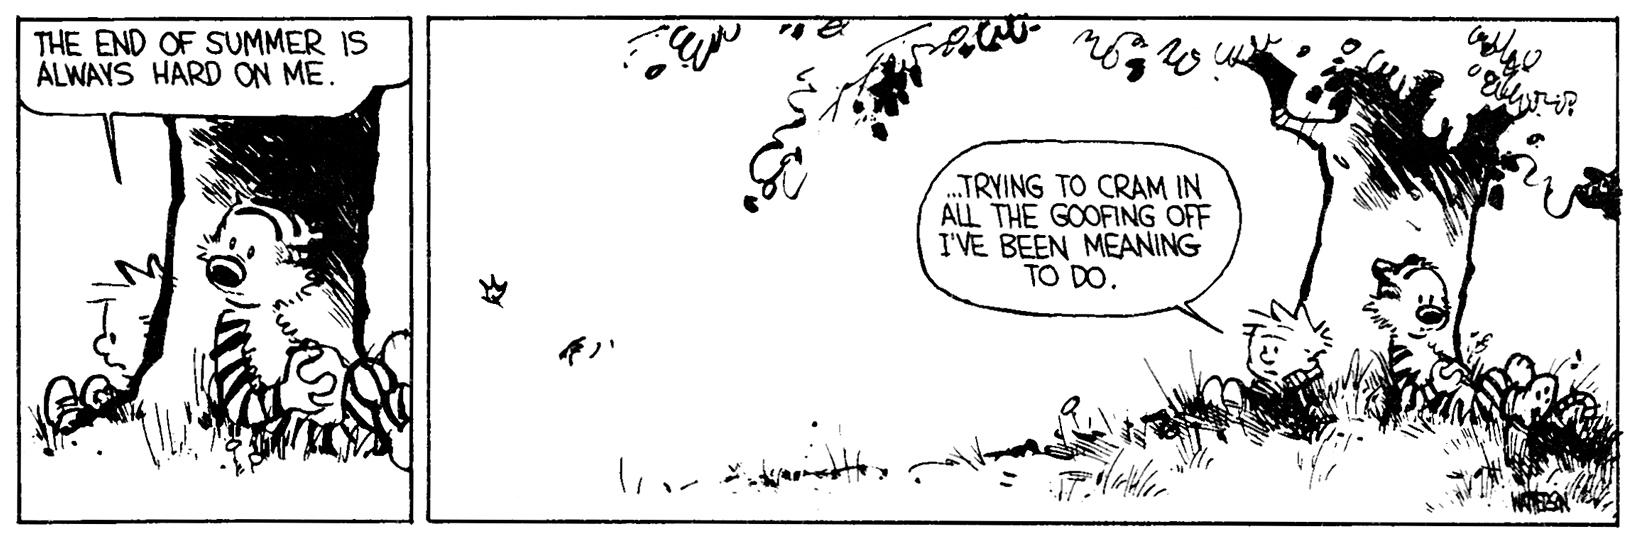 THE END OF SUMMER IS
ALWAYS HARD ON ME.
...TRYING TO CRAM IN
ALL THE GOOFING OFF
I'VE BEEN MEANING
TO DO.
WATTERSON